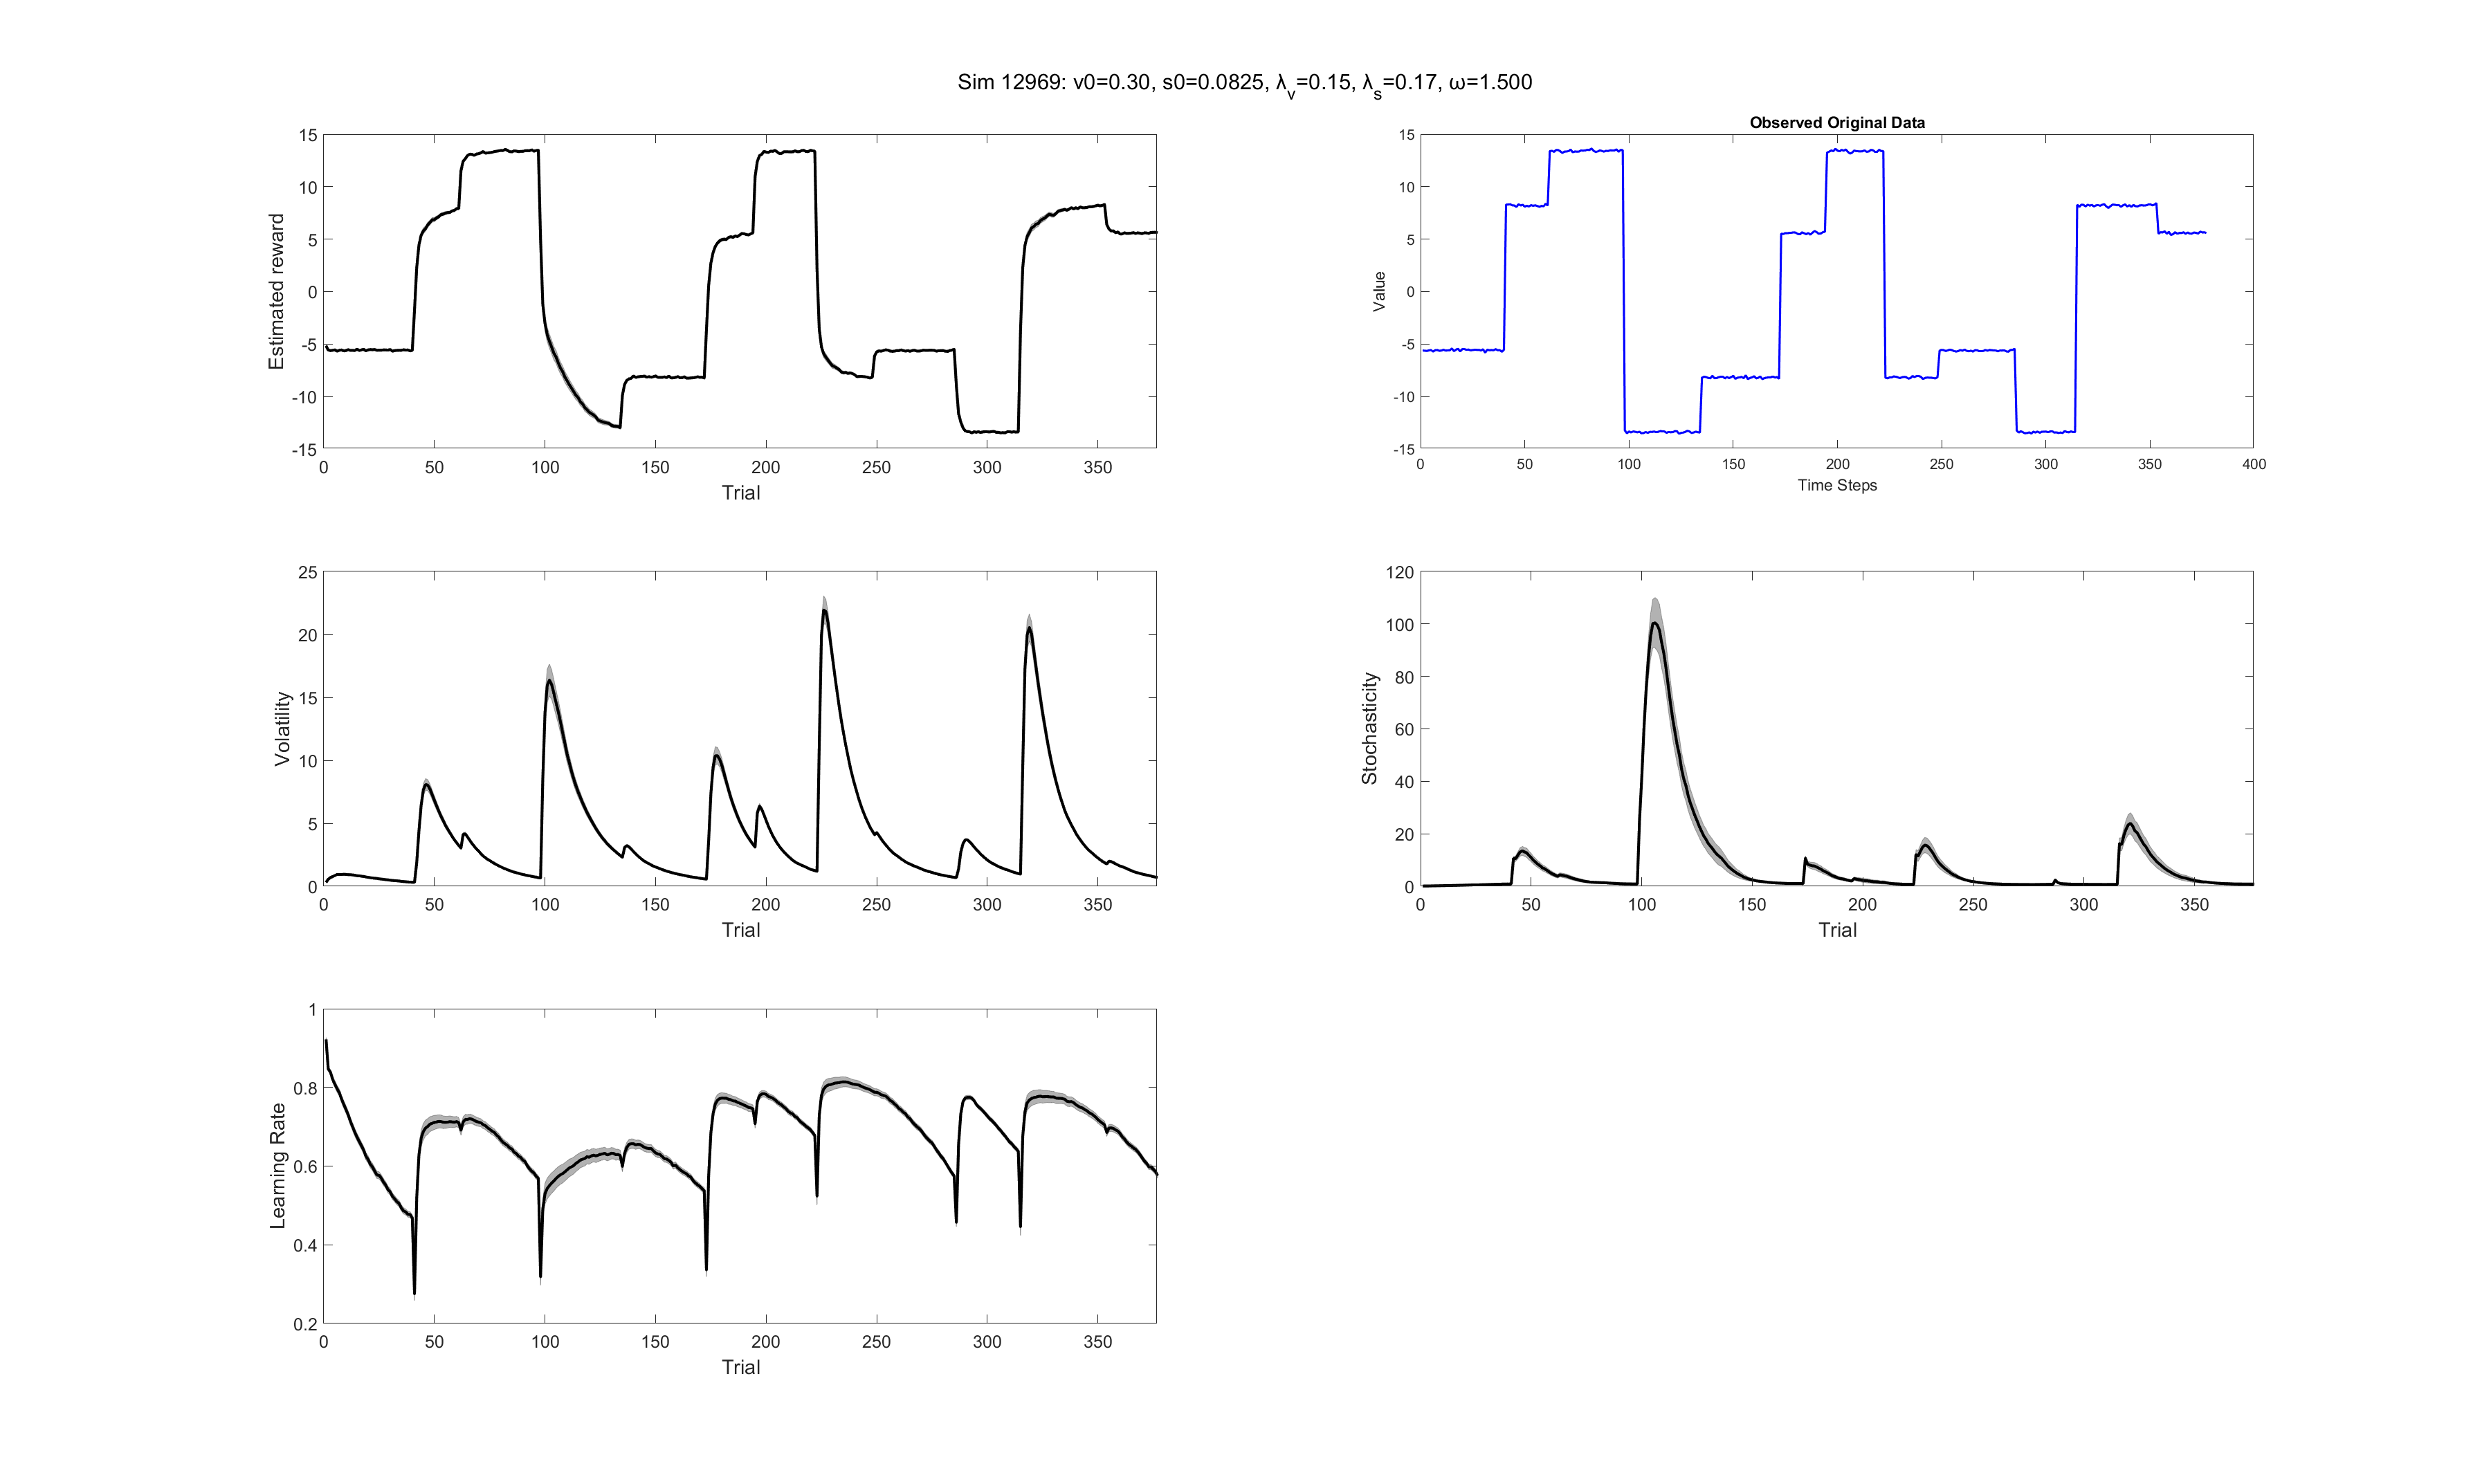 Sim 12969: v0=0.30, s0=0.0825, λv=0.15, λs=0.17, ω=1.500
15
10
5
0
-5
-10
-15
0 50 100 150 200 250 300 350
Estimated reward
Trial
Observed Original Data
15
10
5
0
-5
-10
-15
0 50 100 150 200 250 300 350 400
Value
Time Steps
25
20
15
10
5
0
0 50 100 150 200 250 300 350
Volatility
Trial
120
100
80
60
40
20
0
0 50 100 150 200 250 300 350
Stochasticity
Trial
1
0.8
0.6
0.4
0.2
0 50 100 150 200 250 300 350
Learning Rate
Trial